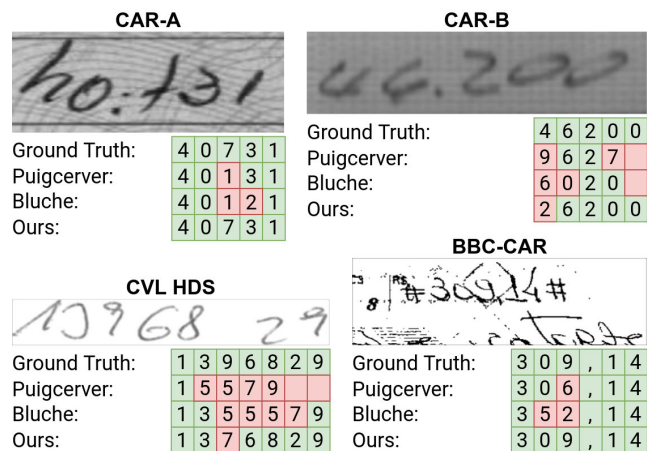 CAR-A
40.731
Ground Truth: 4 0 7 3 1
Puigcerver: 4 0 1 3 1
Bluche: 4 0 1 2 1
Ours: 4 0 7 3 1
CAR-B
46.200
Ground Truth: 4 6 2 0 0
Puigcerver: 9 6 2 7
Bluche: 6 0 2 0
Ours: 2 6 2 0 0
CVL HDS
13968 29
Ground Truth: 1 3 9 6 8 2 9
Puigcerver: 1 5 5 7 9
Bluche: 1 3 5 5 5 7 9
Ours: 1 3 7 6 8 2 9
BBC-CAR
8 R$ #309,14#
Ground Truth: 3 0 9 , 1 4
Puigcerver: 3 0 6 , 1 4
Bluche: 3 5 2 , 1 4
Ours: 3 0 9 , 1 4